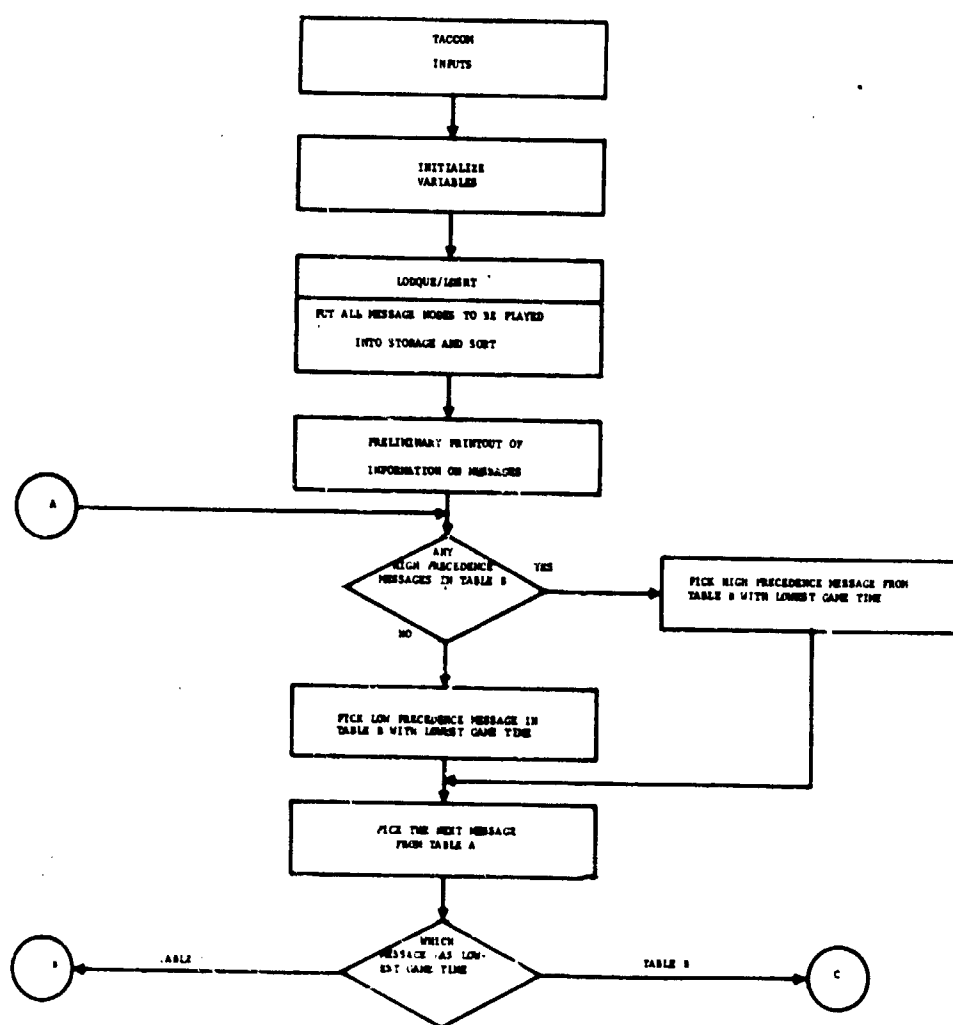 TACCOM
INPUTS
INITIALIZE
VARIABLES
PUT ALL MESSAGE NODES TO BE PLAYED
INTO STORAGE AND SORT
PRELIMINARY PRINTOUT OF
INFORMATION ON MESSAGES
A
ANY
HIGH PRECEDENCE
MESSAGES IN TABLE B
YES
PICK HIGH PRECEDENCE MESSAGE FROM
TABLE B WITH LOWEST GAME TIME
NO
PICK LOW PRECEDENCE MESSAGE IN
TABLE B WITH LOWEST GAME TIME
PICK THE NEXT MESSAGE
FROM TABLE A
WHICH
MESSAGE HAS LOW-
EST GAME TIME
B
TABLE
TABLE B
C